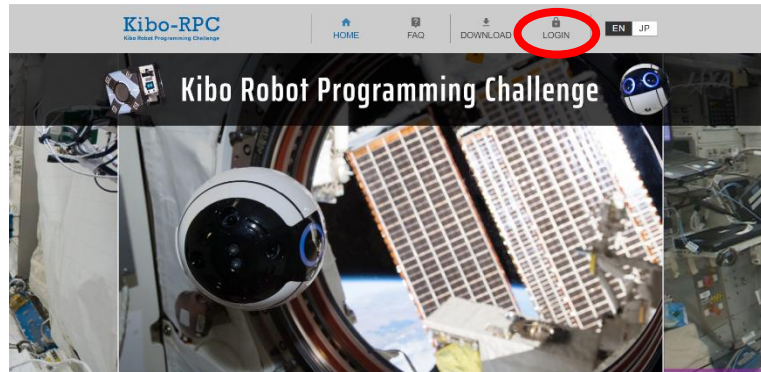 Kibo-RPC
Kibo Robot Programming Challenge
HOME
FAQ
DOWNLOAD
LOGIN
EN
JP
Kibo Robot Programming Challenge